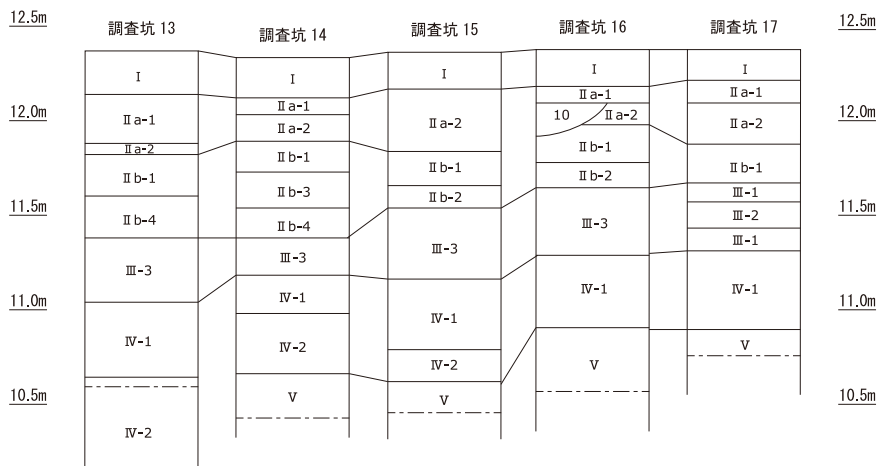 12.5m
調査坑 13
調査坑 14
調査坑 15
調査坑 16
調査坑 17
12.5m
12.0m
12.0m
11.5m
11.5m
11.0m
11.0m
10.5m
10.5m
Ⅰ
Ⅱa-1
Ⅱa-2
Ⅱb-1
Ⅱb-4
Ⅲ-3
Ⅳ-1
Ⅳ-2
Ⅰ
Ⅱa-1
Ⅱa-2
Ⅱb-1
Ⅱb-3
Ⅱb-4
Ⅲ-3
Ⅳ-1
Ⅳ-2
Ⅴ
Ⅰ
Ⅱa-2
Ⅱb-1
Ⅱb-2
Ⅲ-3
Ⅳ-1
Ⅳ-2
Ⅴ
Ⅰ
Ⅱa-1
10
Ⅱa-2
Ⅱb-1
Ⅱb-2
Ⅲ-3
Ⅳ-1
Ⅴ
Ⅰ
Ⅱa-1
Ⅱa-2
Ⅱb-1
Ⅲ-1
Ⅲ-2
Ⅲ-1
Ⅳ-1
Ⅴ